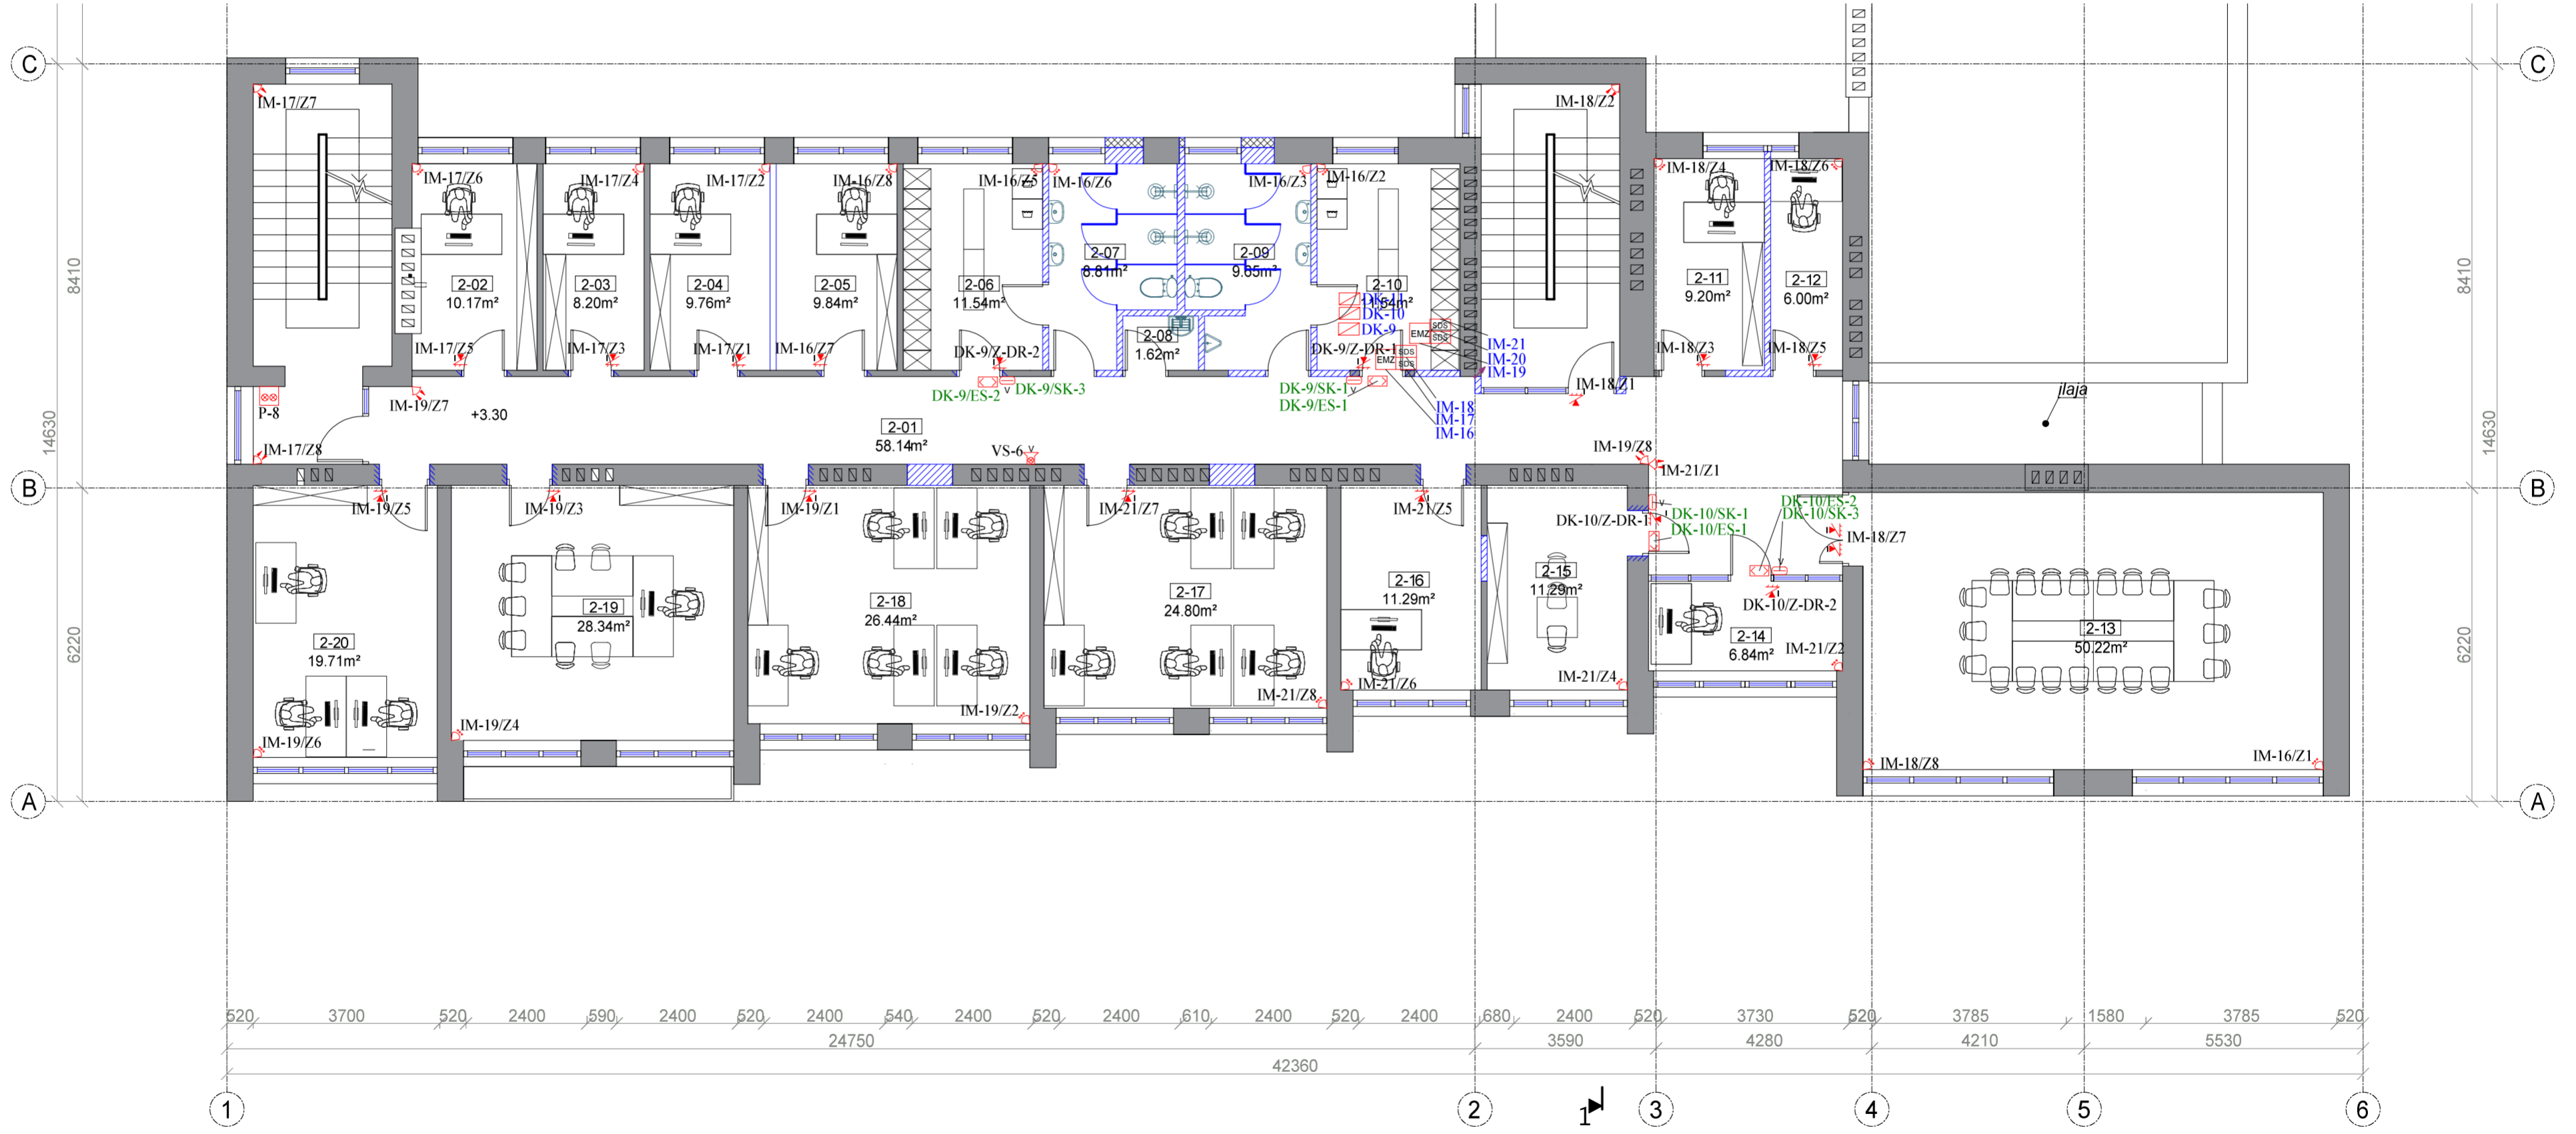 C
C
IM-17/Z7
IM-18/Z2
IM-17/Z6
IM-17/Z4
IM-17/Z2
IM-16/Z8
IM-16/Z5
IM-16/Z6
IM-16/Z3
IM-16/Z2
IM-18/Z4
IM-18/Z6
2-02
10.17m²
2-03
8.20m²
2-04
9.76m²
2-05
9.84m²
2-06
11.54m²
2-07
8.81m²
2-08
1.62m²
2-09
2-10
2-11
9.20m²
2-12
6.00m²
8410
8410
DK-11
DK-10
DK-9
SDS
EMZ
SDS
SDS
EMZ
SDS
IM-21
IM-20
IM-19
IM-17/Z5
IM-17/Z3
IM-17/Z1
IM-16/Z7
DK-9/Z-DR-2
DK-9/Z-DR-1
IM-18/Z3
IM-18/Z5
DK-9/ES-2
DK-9/SK-3
DK-9/SK-1
DK-9/ES-1
IM-18/Z1
IM-18
IM-17
IM-16
P-8
IM-19/Z7
+3.30
2-01
58.14m²
jlaja
14630
14630
IM-17/Z8
VS-6
IM-19/Z8
IM-21/Z1
B
B
IM-19/Z5
IM-19/Z3
IM-19/Z1
IM-21/Z7
IM-21/Z5
DK-10/Z-DR-1
DK-10/SK-1
DK-10/ES-1
DK-10/ES-2
DK-10/SK-3
IM-18/Z7
2-20
19.71m²
2-19
28.34m²
2-18
26.44m²
2-17
24.80m²
2-16
11.29m²
2-15
11.29m²
DK-10/Z-DR-2
2-14
6.84m²
2-13
50.22m²
6220
6220
IM-21/Z2
IM-21/Z6
IM-21/Z4
IM-21/Z8
IM-19/Z2
IM-19/Z4
IM-19/Z6
IM-18/Z8
IM-16/Z1
A
A
520 3700 520 2400 590 2400 520 2400 540 2400 520 2400 610 2400 520 2400 680 2400 520 3730 520 3785 1580 3785 520
24750 3590 4280 4210 5530
42360
1 2 1 3 4 5 6